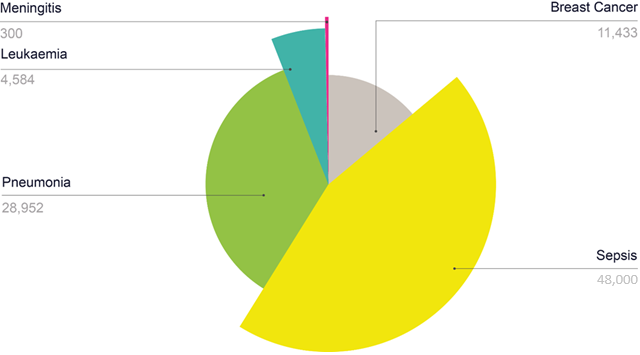 Meningitis
300
Leukaemia
4,584
Pneumonia
28,952
Breast Cancer
11,433
Sepsis
48,000